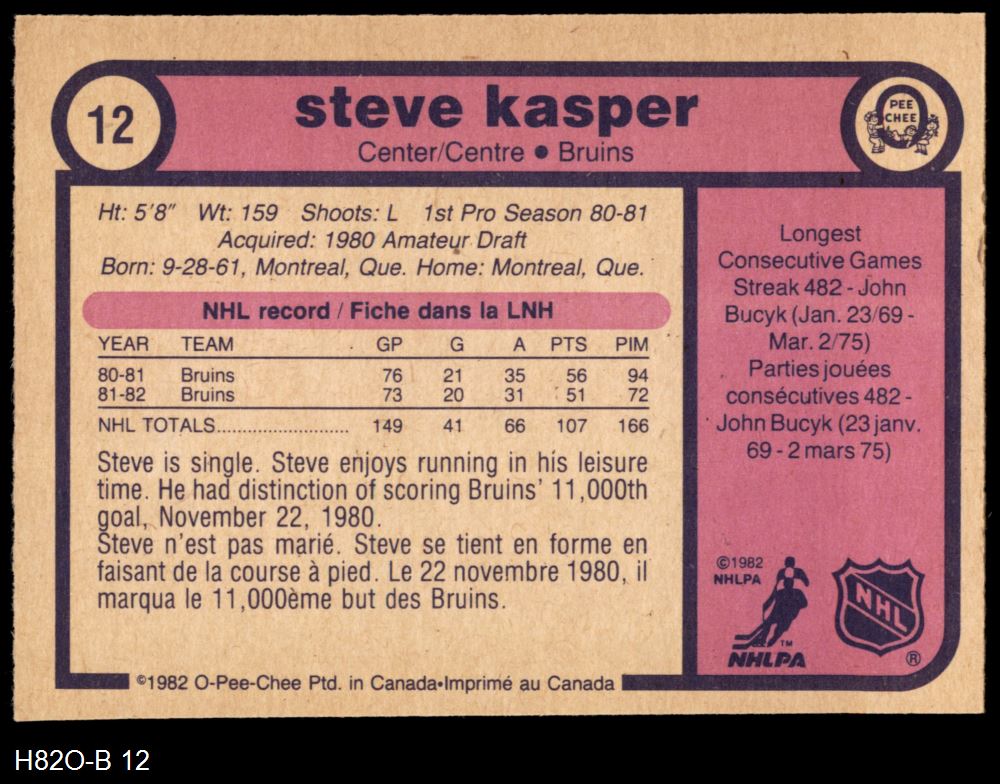 12
steve kasper
Center/Centre • Bruins
PEE
CHEE
Ht: 5'8" Wt: 159 Shoots: L 1st Pro Season 80-81
Acquired: 1980 Amateur Draft
Born: 9-28-61, Montreal, Que. Home: Montreal, Que.
NHL record / Fiche dans la LNH
YEAR TEAM GP G A PTS PIM
80-81 Bruins 76 21 35 56 94
81-82 Bruins 73 20 31 51 72
NHL TOTALS............................ 149 41 66 107 166
Steve is single. Steve enjoys running in his leisure
time. He had distinction of scoring Bruins' 11,000th
goal, November 22, 1980.
Steve n'est pas marié. Steve se tient en forme en
faisant de la course à pied. Le 22 novembre 1980, il
marqua le 11,000ème but des Bruins.
©1982 O-Pee-Chee Ptd. in Canada•Imprimé au Canada
Longest
Consecutive Games
Streak 482 - John
Bucyk (Jan. 23/69 -
Mar. 2/75)
Parties jouées
consécutives 482 -
John Bucyk (23 janv.
69 - 2 mars 75)
©1982
NHLPA
TM
NHLPA
NHL
®
H82O-B 12